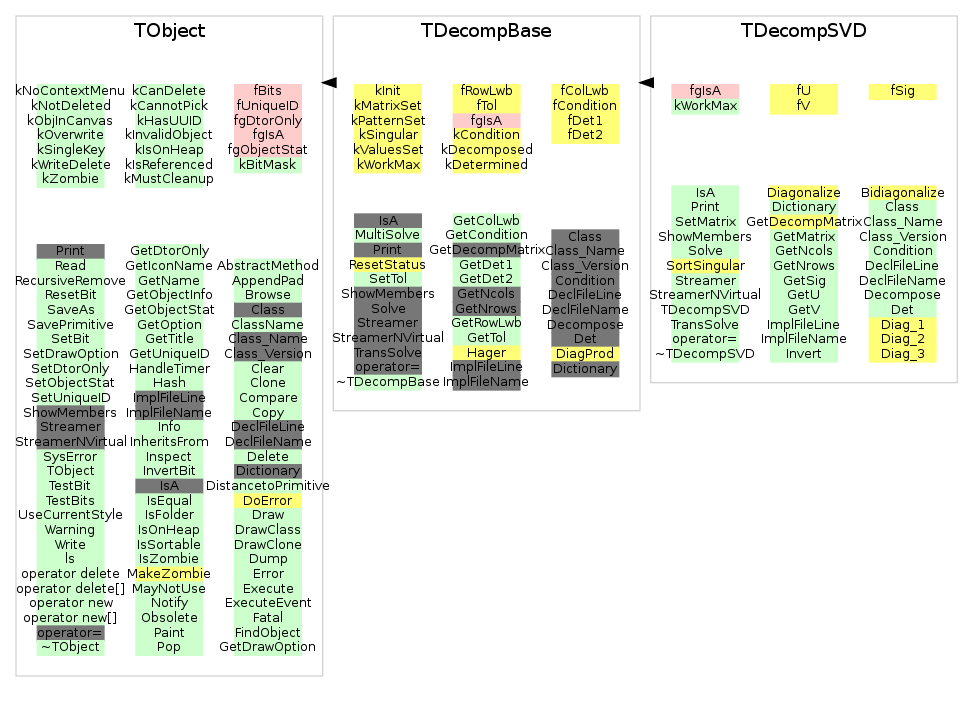 TObject
kNoContextMenu kCanDelete fBits
kNotDeleted kCannotPick fUniqueID
kObjInCanvas kHasUUID fgDtorOnly
kOverwrite kInvalidObject fgIsA
kSingleKey kIsOnHeap fgObjectStat
kWriteDelete kIsReferenced kBitMask
kZombie kMustCleanup
Print GetDtorOnly
Read GetIconName AbstractMethod
RecursiveRemove GetName AppendPad
ResetBit GetObjectInfo Browse
SaveAs GetObjectStat Class
SavePrimitive GetOption ClassName
SetBit GetTitle Class_Name
SetDrawOption GetUniqueID Class_Version
SetDtorOnly HandleTimer Clear
SetObjectStat Hash Clone
SetUniqueID ImplFileLine Compare
ShowMembers ImplFileName Copy
Streamer Info DeclFileLine
StreamerNVirtual InheritsFrom DeclFileName
SysError Inspect Delete
TObject InvertBit Dictionary
TestBit IsA DistancetoPrimitive
TestBits IsEqual DoError
UseCurrentStyle IsFolder Draw
Warning IsOnHeap DrawClass
Write IsSortable DrawClone
ls IsZombie Dump
operator delete MakeZombie Error
operator delete[] MayNotUse Execute
operator new Notify ExecuteEvent
operator new[] Obsolete Fatal
operator= Paint FindObject
~TObject Pop GetDrawOption
TDecompBase
kInit fRowLwb fColLwb
kMatrixSet fTol fCondition
kPatternSet fgIsA fDet1
kSingular kCondition fDet2
kValuesSet kDecomposed
kWorkMax kDetermined
IsA GetColLwb
MultiSolve GetCondition Class
Print GetDecompMatrix Class_Name
ResetStatus GetDet1 Class_Version
SetTol GetDet2 Condition
ShowMembers GetNcols DeclFileLine
Solve GetNrows DeclFileName
Streamer GetRowLwb Decompose
StreamerNVirtual GetTol Det
TransSolve Hager DiagProd
operator= ImplFileLine Dictionary
~TDecompBase ImplFileName
TDecompSVD
fgIsA fU fSig
kWorkMax fV
IsA Diagonalize Bidiagonalize
Print Dictionary Class
SetMatrix GetDecompMatrix Class_Name
ShowMembers GetMatrix Class_Version
Solve GetNcols Condition
SortSingular GetNrows DeclFileLine
Streamer GetSig DeclFileName
StreamerNVirtual GetU Decompose
TDecompSVD GetV Det
TransSolve ImplFileLine Diag_1
operator= ImplFileName Diag_2
~TDecompSVD Invert Diag_3